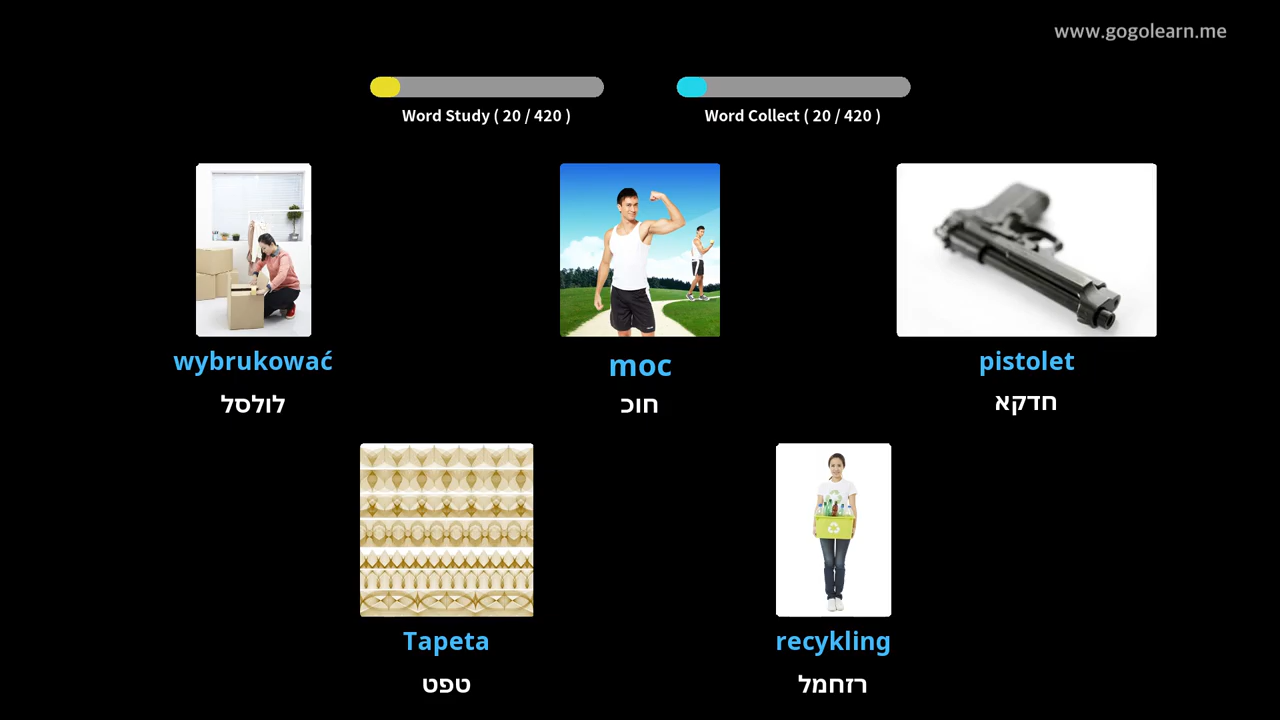 www.gogolearn.me
Word Study ( 20 / 420 )
Word Collect ( 20 / 420 )
wybrukować
לולסל
moc
חוכ
pistolet
חדקא
Tapeta
טפט
recykling
רזחמל